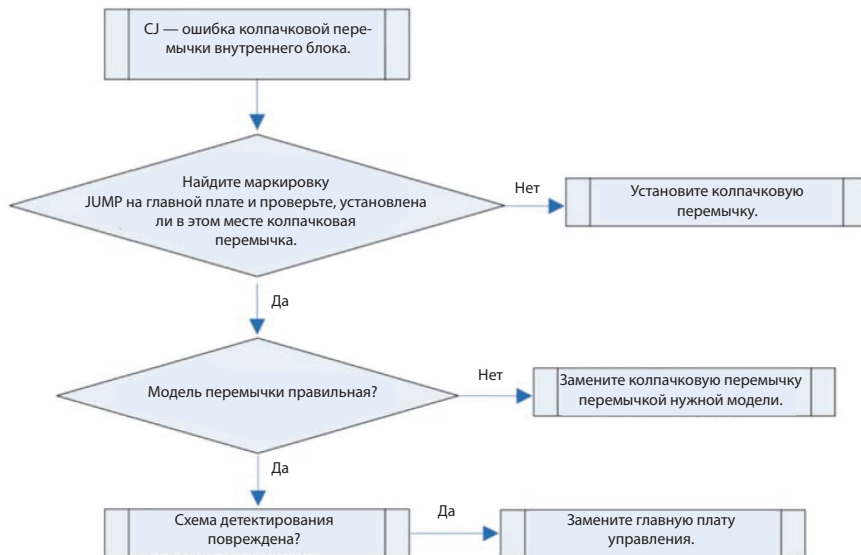 CJ — ошибка колпачковой пере-
мычки внутреннего блока.
Найдите маркировку
JUMP на главной плате и проверьте, установлена
ли в этом месте колпачковая
перемычка.
Нет
Установите колпачковую
перемычку.
Да
Модель перемычки правильная?
Нет
Замените колпачковую перемычку
перемычкой нужной модели.
Да
Схема детектирования
повреждена?
Да
Замените главную плату
управления.